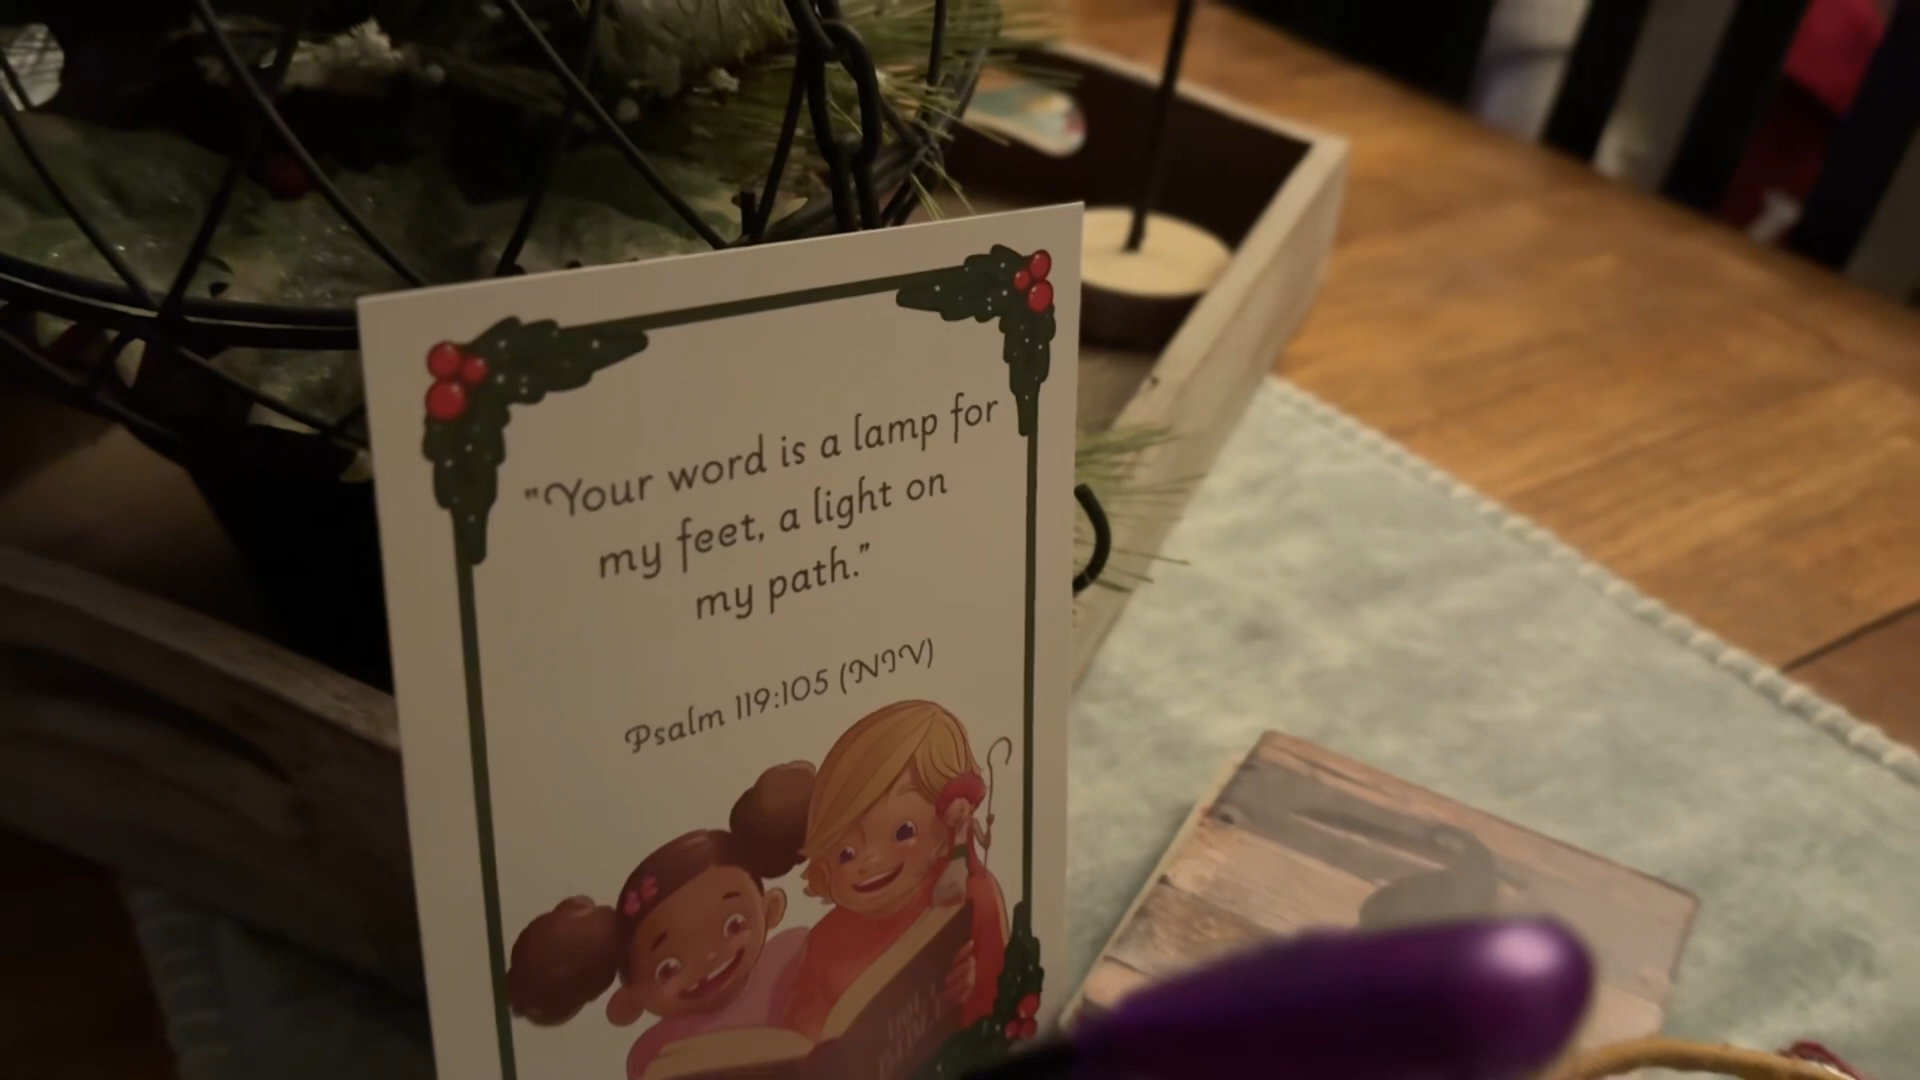 "Your word is a lamp for
my feet, a light on
my path."
Psalm 119:105 (NIV)